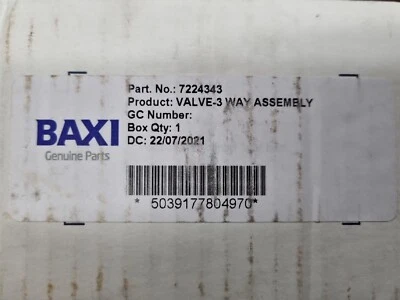 Part. No.: 7224343
Product: VALVE-3 WAY ASSEMBLY
GC Number:
Box Qty: 1
DC: 22/07/2021
BAXI
Genuine Parts
* 5039177804970 *